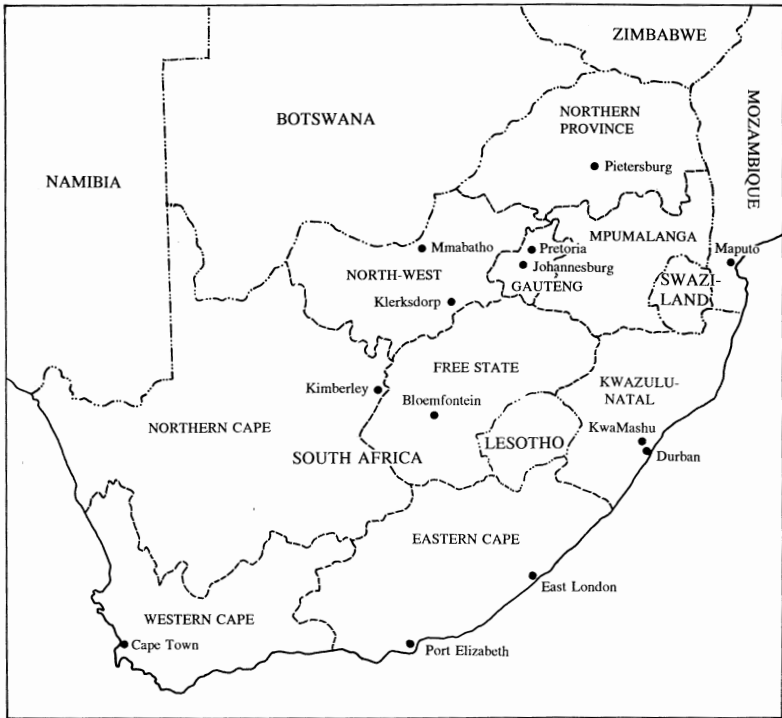 ZIMBABWE
MOZAMBIQUE
NORTHERN
PROVINCE
BOTSWANA
Pietersburg
NAMIBIA
MPUMALANGA
Mmabatho
Pretoria
Maputo
Johannesburg
NORTH-WEST
GAUTENG
SWAZI-
LAND
Klerksdorp
FREE STATE
KWAZULU-
NATAL
Kimberley
Bloemfontein
NORTHERN CAPE
KwaMashu
LESOTHO
Durban
SOUTH AFRICA
EASTERN CAPE
East London
WESTERN CAPE
Cape Town
Port Elizabeth